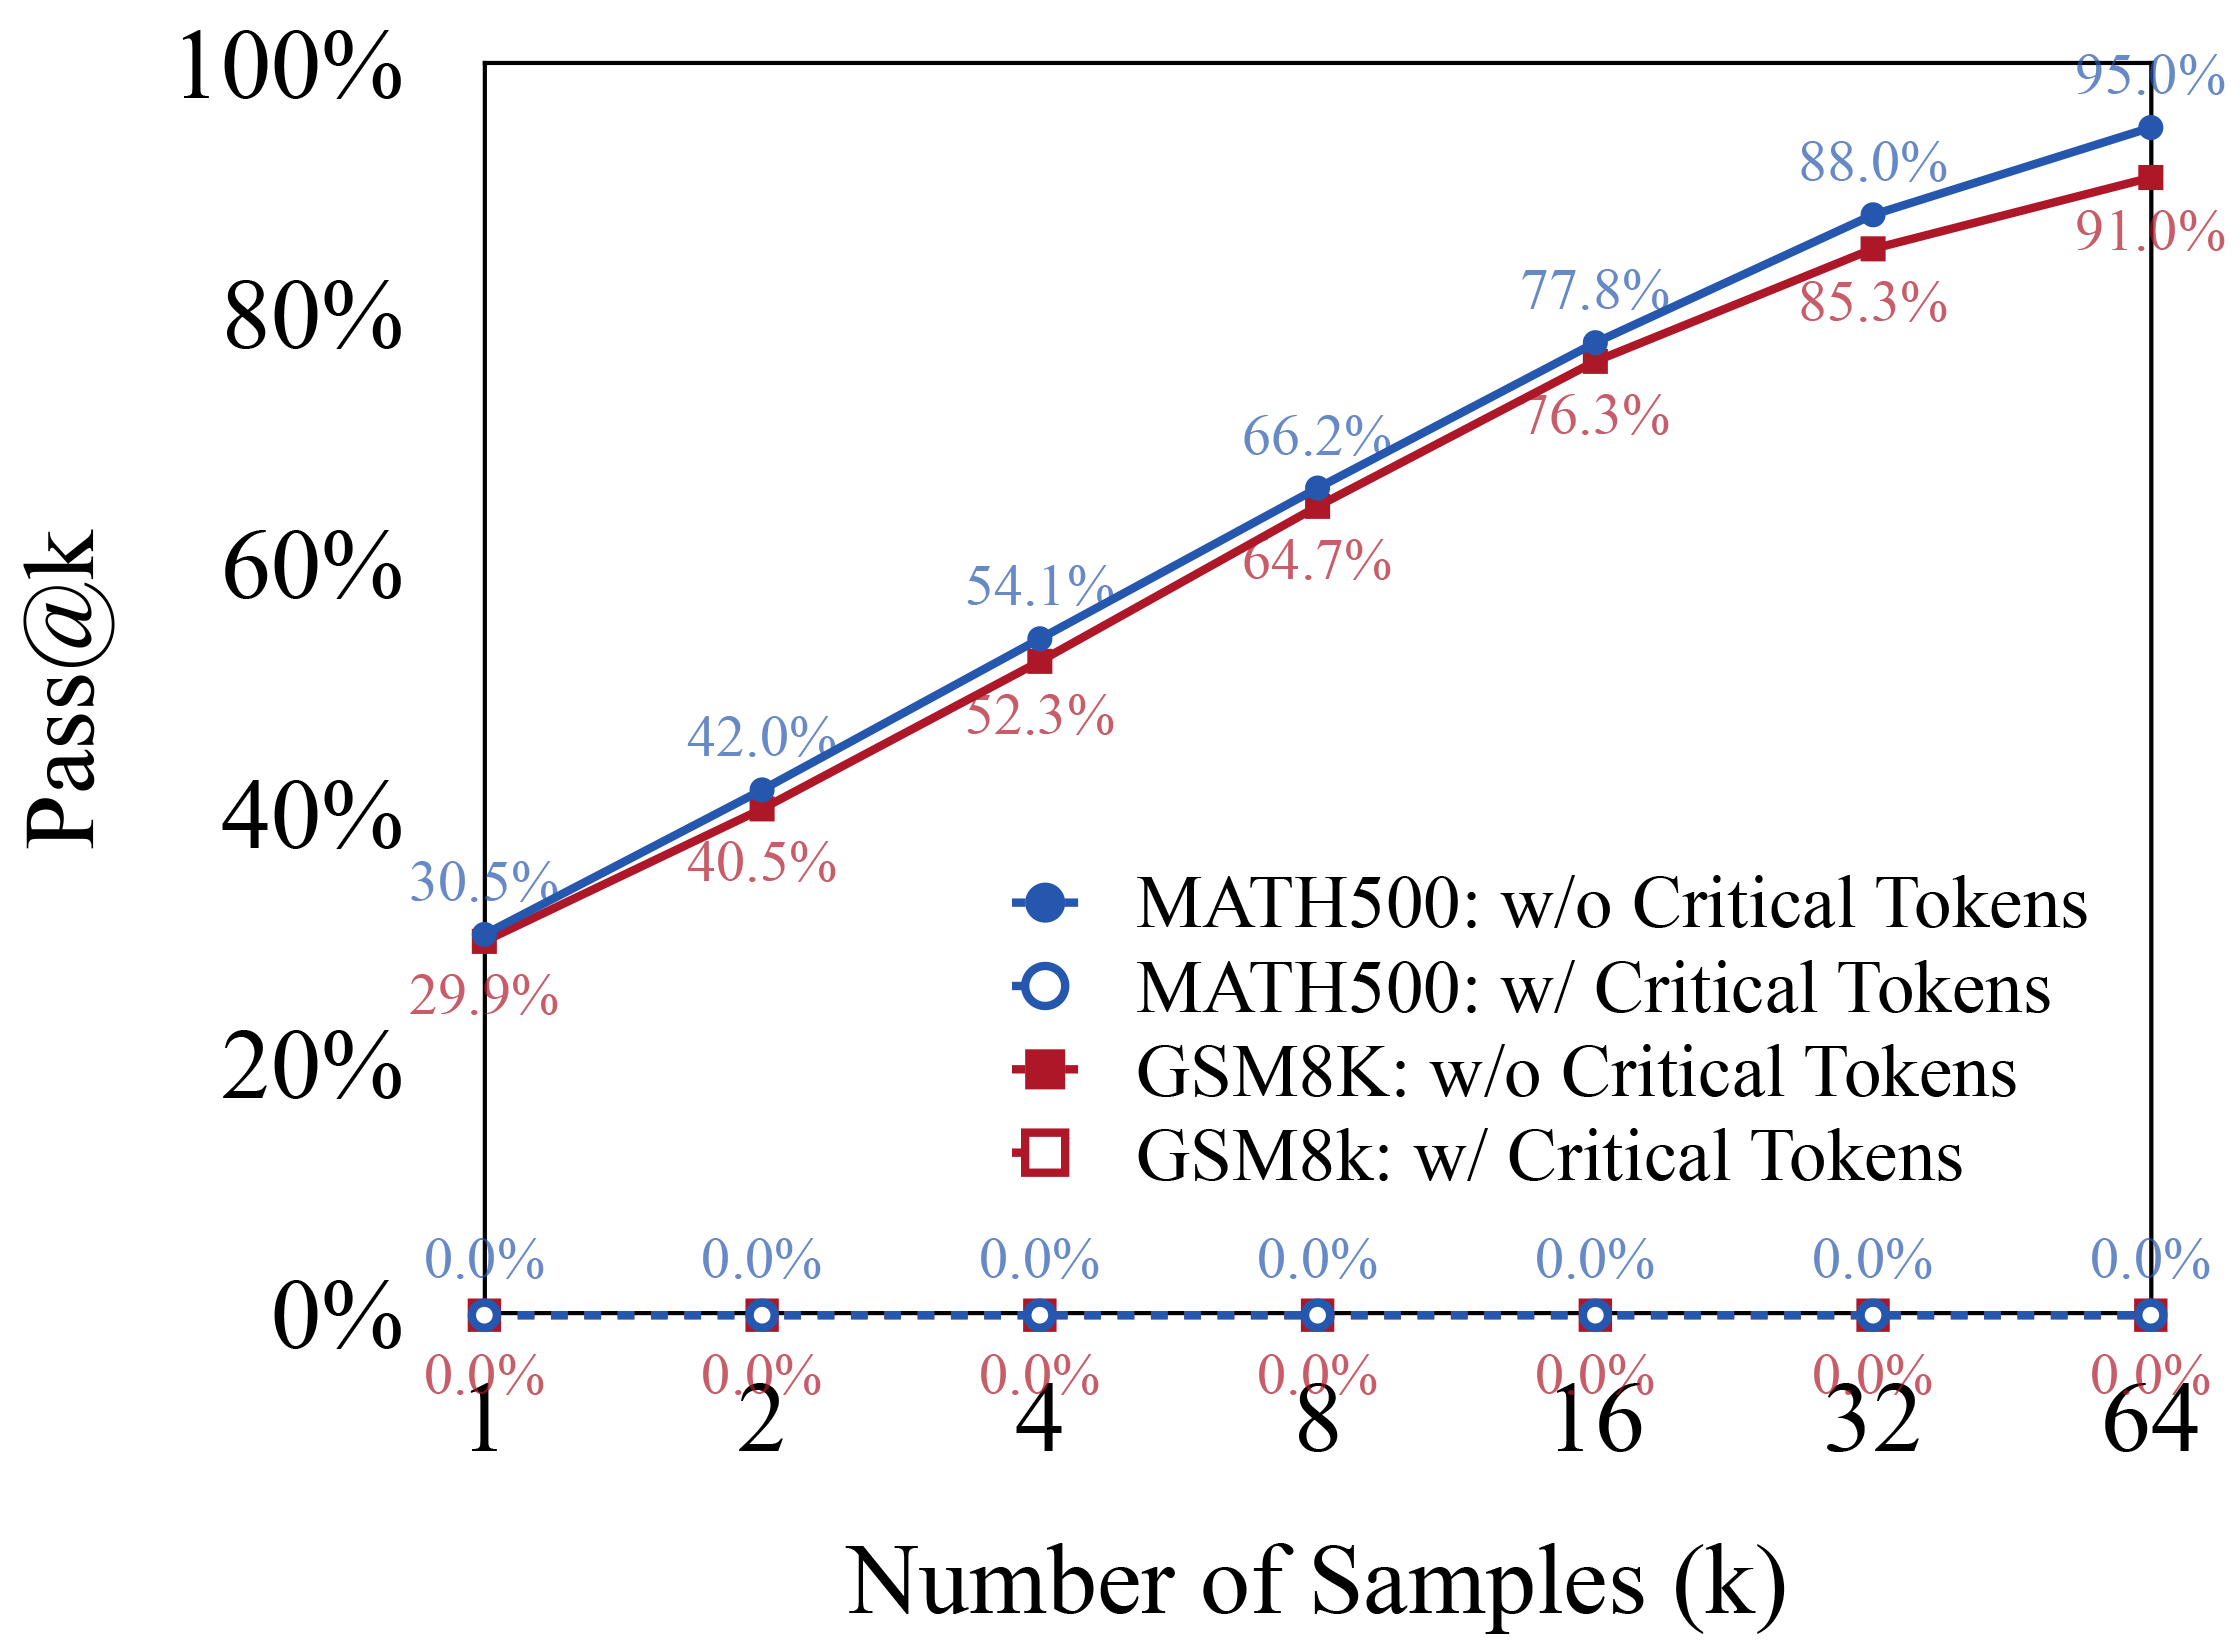 100%
80%
60%
40%
20%
0%
Pass@k
30.5%
42.0%
54.1%
66.2%
77.8%
88.0%
95.0%
29.9%
40.5%
52.3%
64.7%
76.3%
85.3%
91.0%
MATH500: w/o Critical Tokens
MATH500: w/ Critical Tokens
GSM8K: w/o Critical Tokens
GSM8k: w/ Critical Tokens
0.0% 0.0% 0.0% 0.0% 0.0% 0.0% 0.0%
0.0% 0.0% 0.0% 0.0% 0.0% 0.0% 0.0%
1 2 4 8 16 32 64
Number of Samples (k)